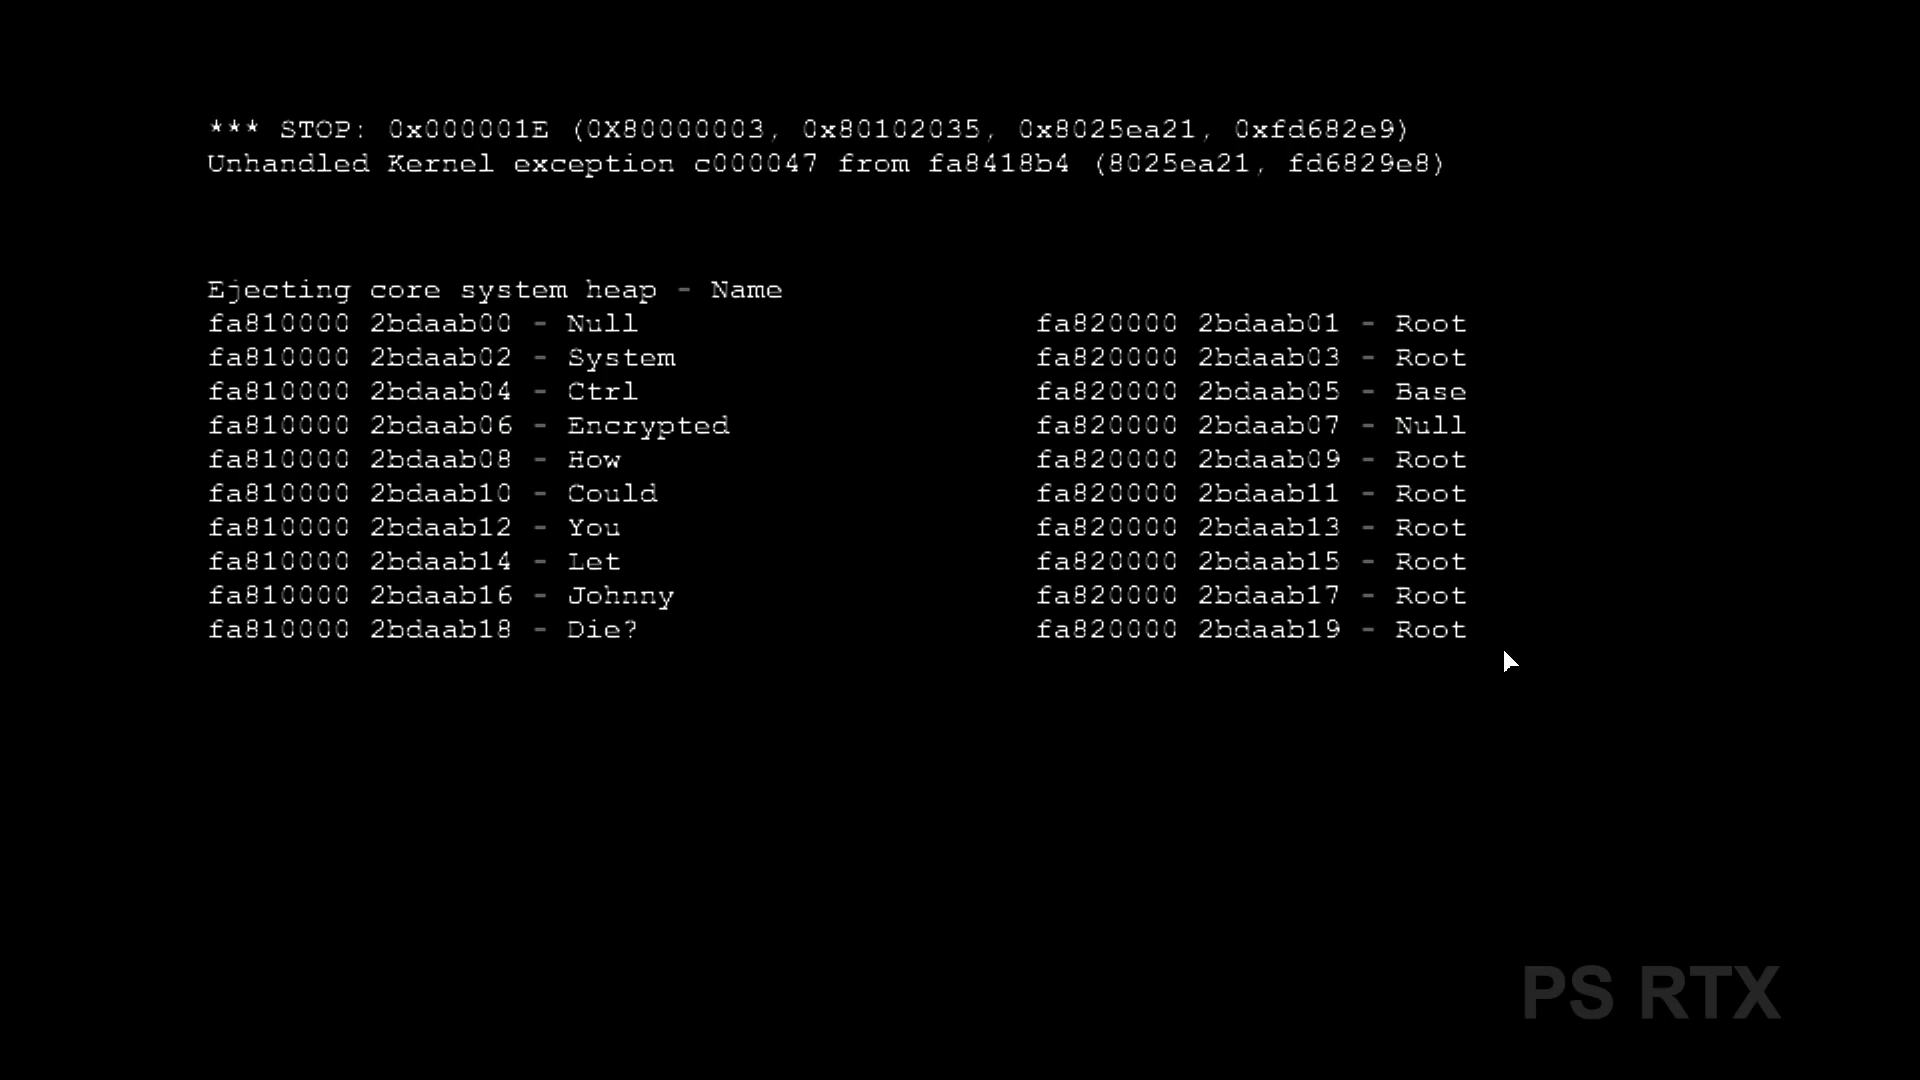 *** STOP: 0x000001E (0X80000003, 0x80102035, 0x8025ea21, 0xfd682e9)
Unhandled Kernel exception c000047 from fa8418b4 (8025ea21, fd6829e8)
Ejecting core system heap - Name
fa810000 2bdaab00 - Null fa820000 2bdaab01 - Root
fa810000 2bdaab02 - System fa820000 2bdaab03 - Root
fa810000 2bdaab04 - Ctrl fa820000 2bdaab05 - Base
fa810000 2bdaab06 - Encrypted fa820000 2bdaab07 - Null
fa810000 2bdaab08 - How fa820000 2bdaab09 - Root
fa810000 2bdaab10 - Could fa820000 2bdaab11 - Root
fa810000 2bdaab12 - You fa820000 2bdaab13 - Root
fa810000 2bdaab14 - Let fa820000 2bdaab15 - Root
fa810000 2bdaab16 - Johnny fa820000 2bdaab17 - Root
fa810000 2bdaab18 - Die? fa820000 2bdaab19 - Root
PS RTX